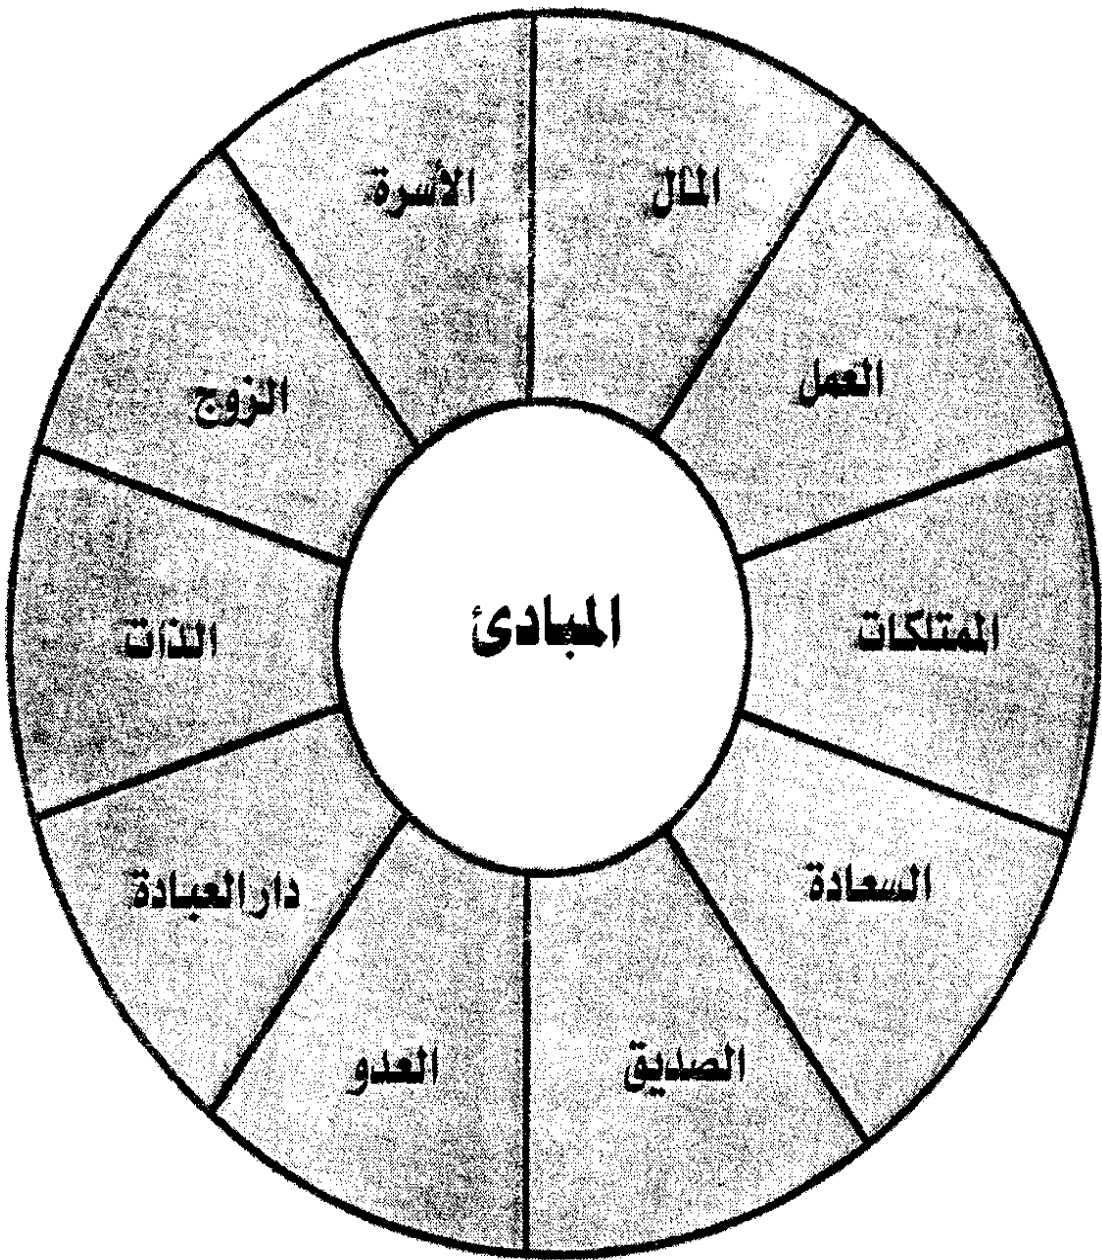 الأسرة
المال
العمل
الممتلكات
السعادة
الصديق
العدو
دار العبادة
الذات
الزوج
المبادئ